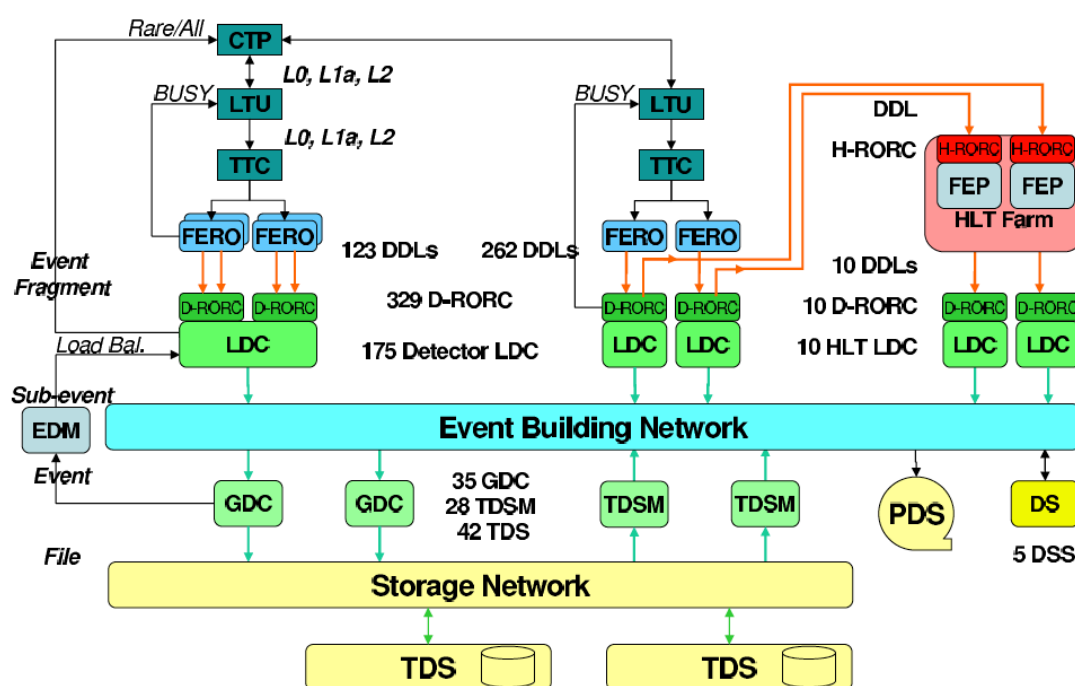 Rare/All
CTP
L0, L1a, L2
BUSY
LTU
BUSY
LTU
DDL
L0, L1a, L2
TTC
TTC
H-RORC
H-RORC
H-RORC
FEP
FEP
HLT Farm
FERO
FERO
123 DDLs
262 DDLs
FERO
FERO
Event
Fragment
10 DDLs
D-RORC
D-RORC
329 D-RORC
D-RORC
D-RORC
10 D-ROIRC
D-ROIRC
D-RORC
Load Bal.
LDC
175 Detector LDC
LDC
LDC
10 HLT LDC
LDC
LDC
Sub-event
EDM
Event Building Network
Event
GDC
GDC
35 GDC
28 TDSM
42 TDS
TDSM
TDSM
PDS
DS
File
5 DSS
Storage Network
TDS
TDS